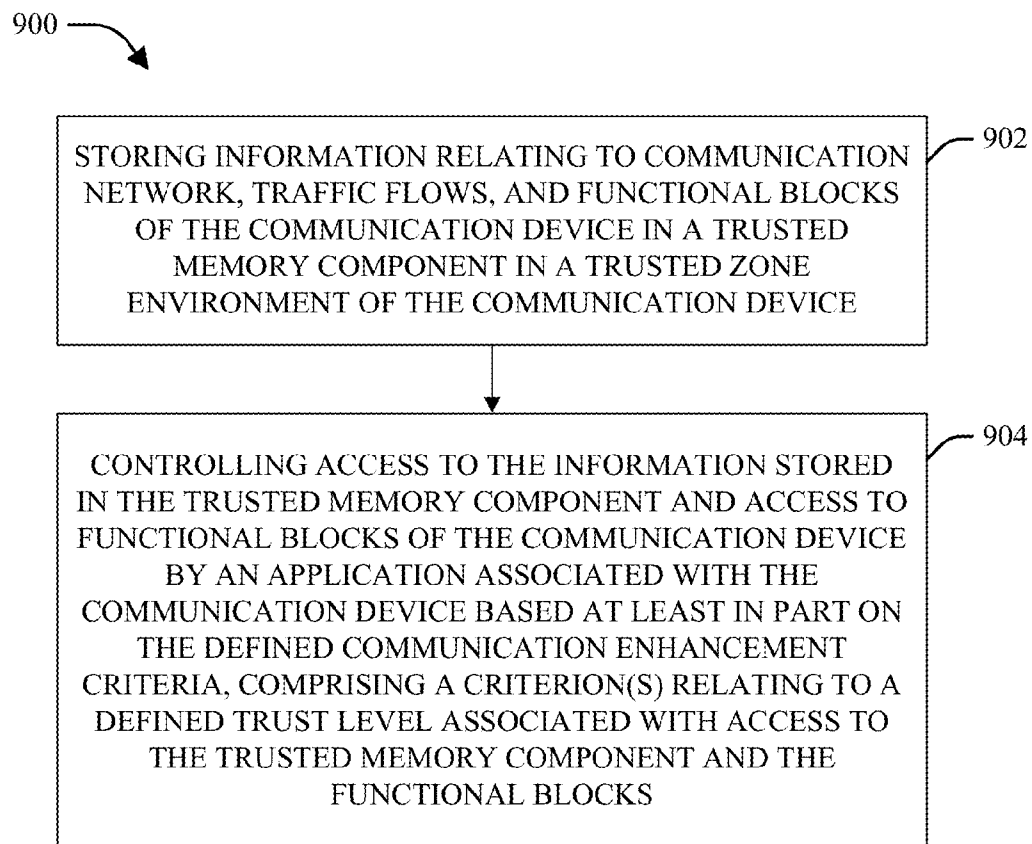 900
902
STORING INFORMATION RELATING TO COMMUNICATION
NETWORK, TRAFFIC FLOWS, AND FUNCTIONAL BLOCKS
OF THE COMMUNICATION DEVICE IN A TRUSTED
MEMORY COMPONENT IN A TRUSTED ZONE
ENVIRONMENT OF THE COMMUNICATION DEVICE
904
CONTROLLING ACCESS TO THE INFORMATION STORED
IN THE TRUSTED MEMORY COMPONENT AND ACCESS TO
FUNCTIONAL BLOCKS OF THE COMMUNICATION DEVICE
BY AN APPLICATION ASSOCIATED WITH THE
COMMUNICATION DEVICE BASED AT LEAST IN PART ON
THE DEFINED COMMUNICATION ENHANCEMENT
CRITERIA, COMPRISING A CRITERION(S) RELATING TO A
DEFINED TRUST LEVEL ASSOCIATED WITH ACCESS TO
THE TRUSTED MEMORY COMPONENT AND THE
FUNCTIONAL BLOCKS